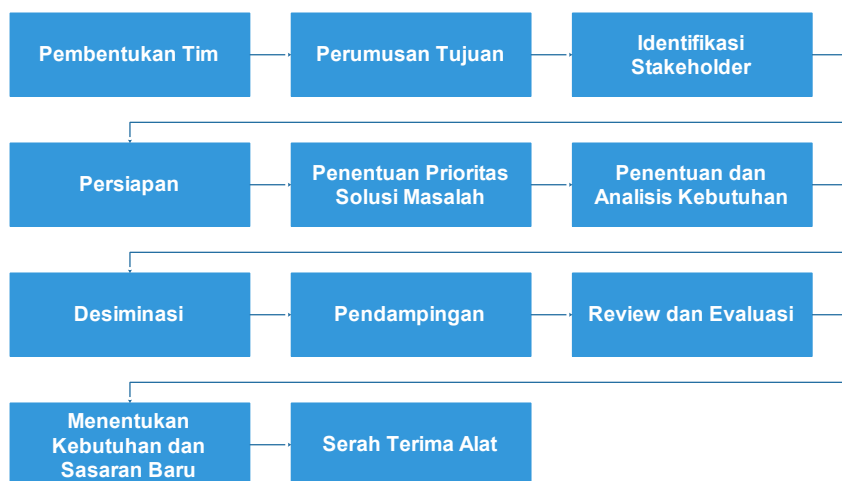 Pembentukan Tim
Perumusan Tujuan
Identifikasi
Stakeholder
Persiapan
Penentuan Prioritas
Solusi Masalah
Penentuan dan
Analisis Kebutuhan
Desiminasi
Pendampingan
Review dan Evaluasi
Menentukan
Kebutuhan dan
Sasaran Baru
Serah Terima Alat